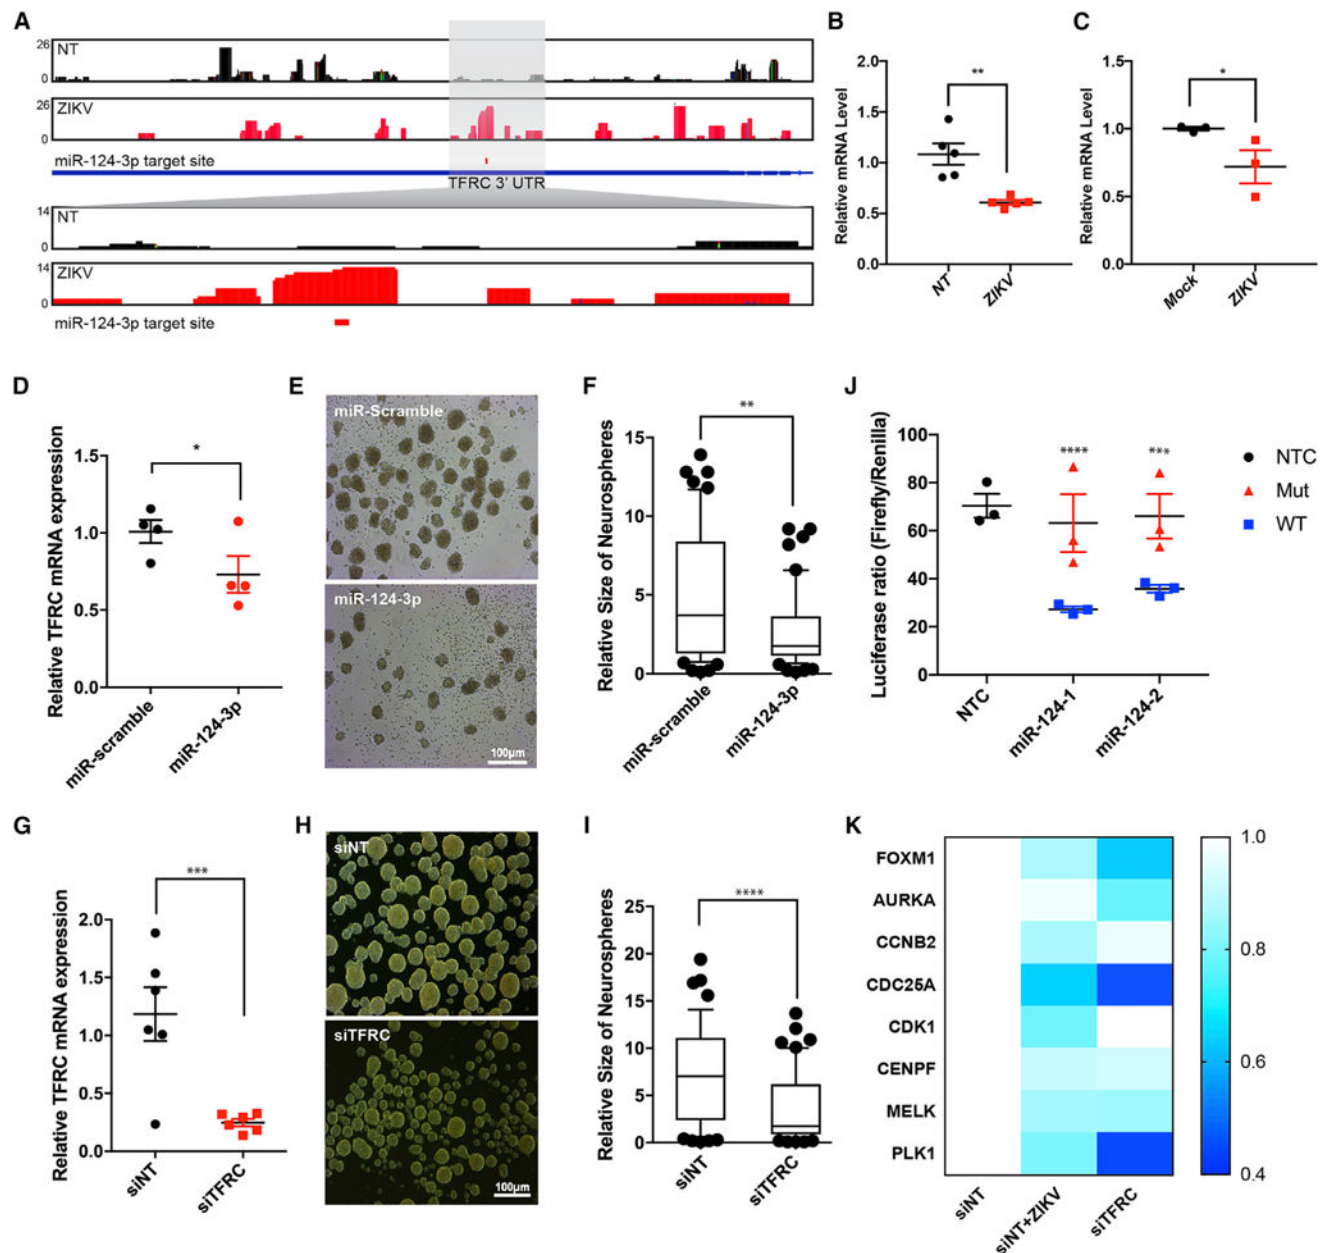 A
26
NT
0
26
ZIKV
0
miR-124-3p target site
TFRC 3' UTR
14
NT
0
14
ZIKV
0
miR-124-3p target site
B
Relative mRNA Level
2.0
1.5
1.0
0.5
0.0
**
NT
ZIKV
C
Relative mRNA Level
1.5
1.0
0.5
0.0
*
Mock
ZIKV
D
Relative TFRC mRNA expression
1.5
1.0
0.5
0.0
*
miR-scramble
miR-124-3p
E
miR-Scramble
miR-124-3p
100μm
F
Relative Size of Neurospheres
15
10
5
0
**
miR-scramble
miR-124-3p
J
Luciferase ratio (Firefly/Renilla)
100
80
60
40
20
0
****
***
NTC
miR-124-1
miR-124-2
NTC
Mut
WT
G
Relative TFRC mRNA expression
2.0
1.5
1.0
0.5
0.0
***
siNT
siTFRC
H
siNT
siTFRC
100μm
I
Relative Size of Neurospheres
25
20
15
10
5
0
****
siNT
siTFRC
K
FOXM1
AURKA
CCNB2
CDC25A
CDK1
CENPF
MELK
PLK1
siNT
siNT+ZIKV
siTFRC
1.0
0.8
0.6
0.4